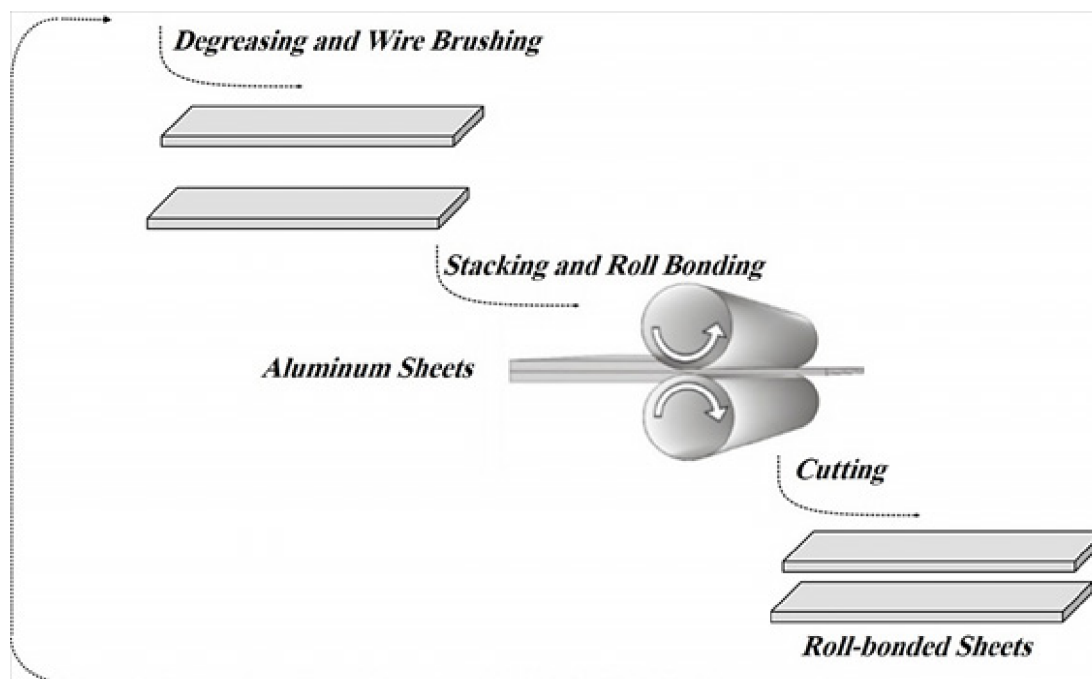 Degreasing and Wire Brushing
Stacking and Roll Bonding
Aluminum Sheets
Cutting
Roll-bonded Sheets